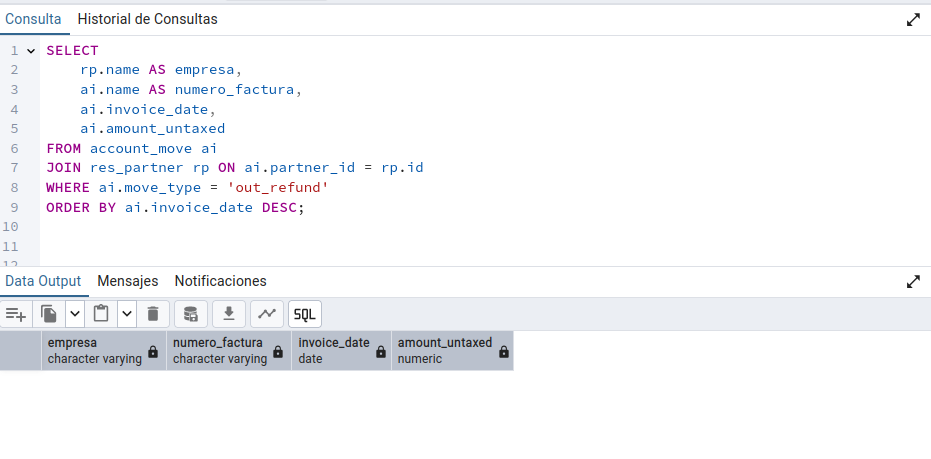 Consulta Historial de Consultas
1 SELECT
2 rp.name AS empresa,
3 ai.name AS numero_factura,
4 ai.invoice_date,
5 ai.amount_untaxed
6 FROM account_move ai
7 JOIN res_partner rp ON ai.partner_id = rp.id
8 WHERE ai.move_type = 'out_refund'
9 ORDER BY ai.invoice_date DESC;
10
11
12
Data Output Mensajes Notificaciones
SQL
empresa numero_factura invoice_date amount_untaxed
character varying character varying date numeric